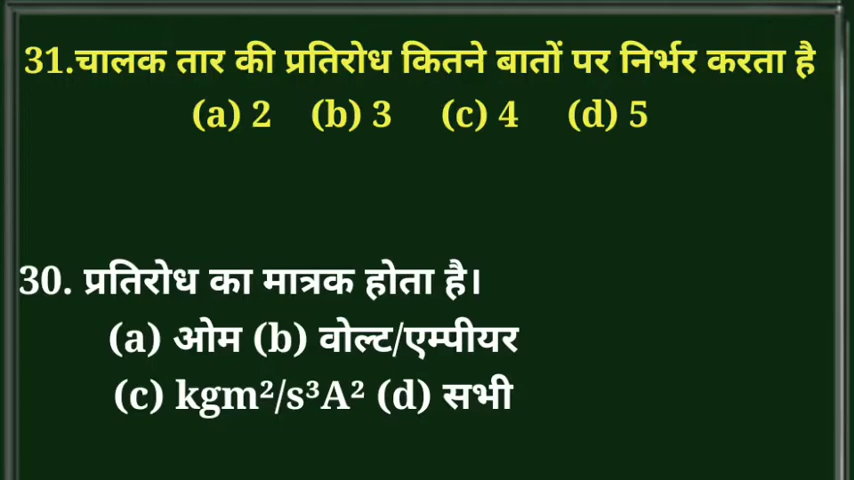 31.चालक तार की प्रतिरोध कितने बातों पर निर्भर करता है
(a) 2 (b) 3 (c) 4 (d) 5
30. प्रतिरोध का मात्रक होता है।
(a) ओम (b) वोल्ट/एम्पीयर
(c) kgm²/s³A² (d) सभी